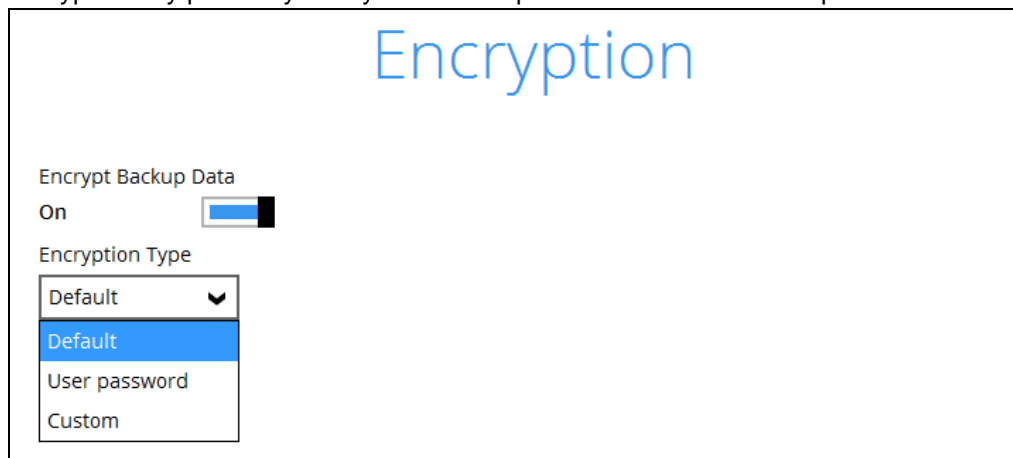 Encryption
Encrypt Backup Data
On
Encryption Type
Default
Default
User password
Custom